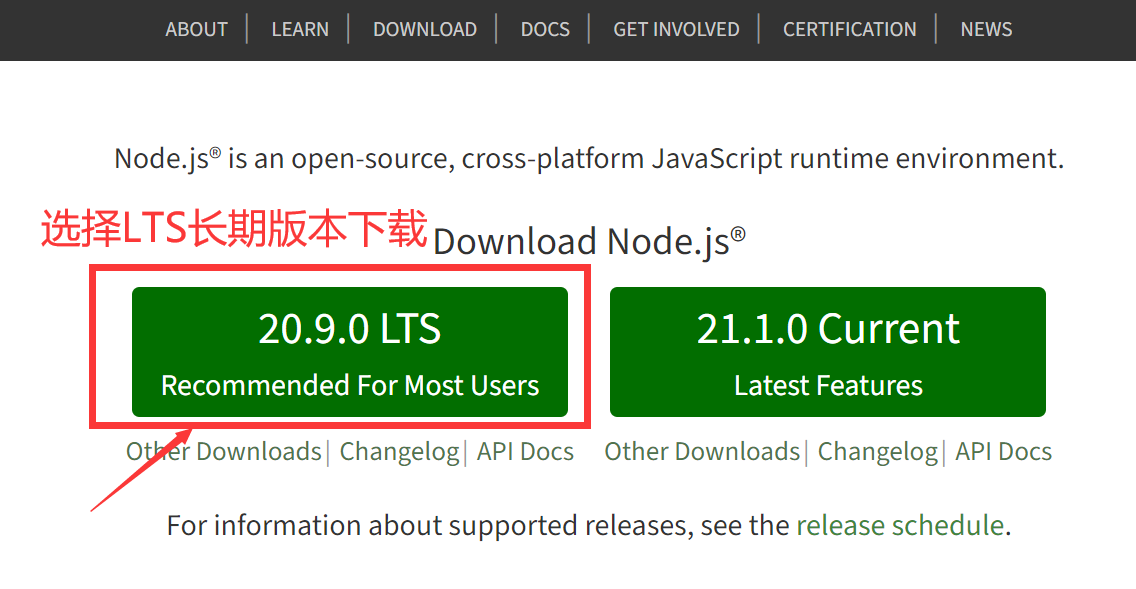 ABOUT | LEARN | DOWNLOAD | DOCS | GET INVOLVED | CERTIFICATION | NEWS
Node.js® is an open-source, cross-platform JavaScript runtime environment.
选择LTS长期版本下载
Download Node.js®
20.9.0 LTS
Recommended For Most Users
21.1.0 Current
Latest Features
Other Downloads | Changelog | API Docs
Other Downloads | Changelog | API Docs
For information about supported releases, see the release schedule.